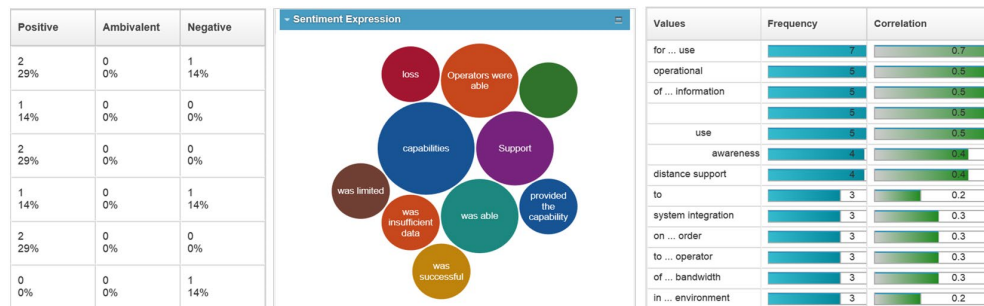 Positive Ambivalent Negative
2 0 1
29% 0% 14%
1 0 0
14% 0% 0%
2 0 0
29% 0% 0%
1 0 1
14% 0% 14%
2 0 0
29% 0% 0%
0 0 1
0% 0% 14%
Sentiment Expression
loss
Operators were
able
capabilities
Support
was limited
was
insufficient
data
was able
provided
the
capability
was
successful
Values Frequency Correlation
for ... use 7 0.7
operational 5 0.5
of ... information 5 0.5
5 0.5
use 5 0.5
awareness 4 0.4
distance support 4 0.4
to 3 0.2
system integration 3 0.3
on ... order 3 0.3
to ... operator 3 0.3
of ... bandwidth 3 0.3
in ... environment 3 0.2